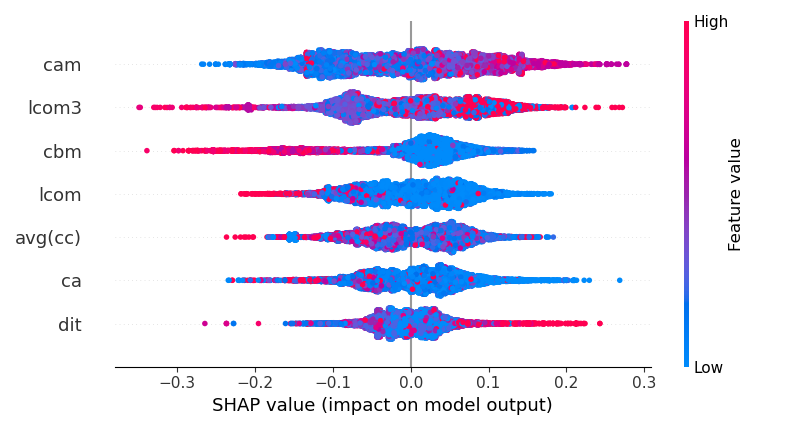 High
cam
lcom3
cbm
lcom
avg(cc)
ca
dit
Feature value
Low
−0.3 −0.2 −0.1 0.0 0.1 0.2 0.3
SHAP value (impact on model output)